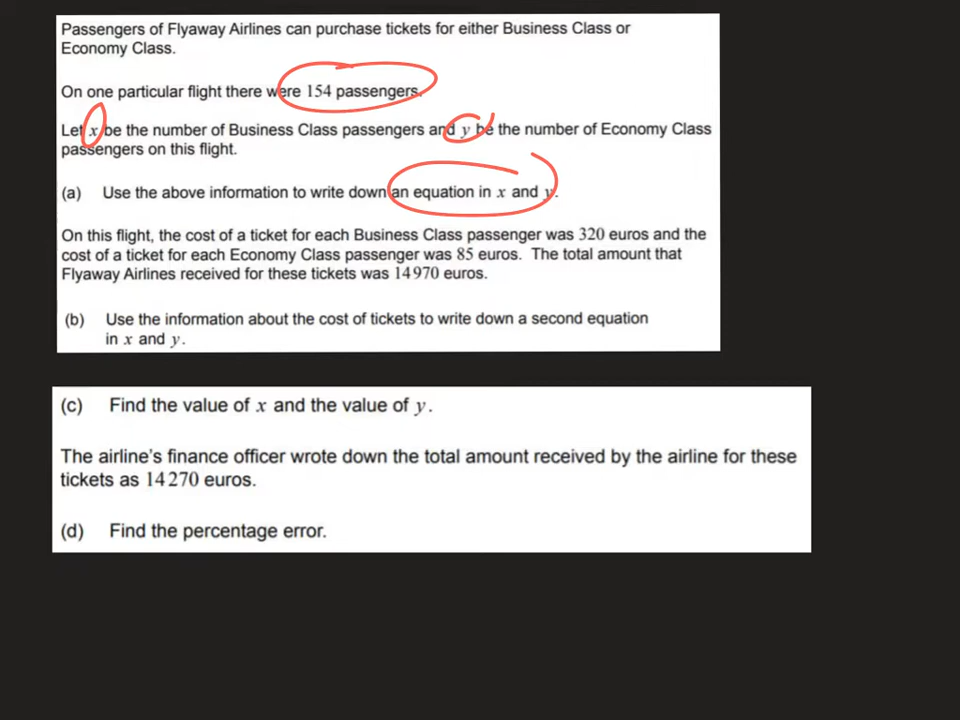 Passengers of Flyaway Airlines can purchase tickets for either Business Class or
Economy Class.
On one particular flight there were 154 passengers.
Let x be the number of Business Class passengers and y be the number of Economy Class
passengers on this flight.
(a) Use the above information to write down an equation in x and y.
On this flight, the cost of a ticket for each Business Class passenger was 320 euros and the
cost of a ticket for each Economy Class passenger was 85 euros. The total amount that
Flyaway Airlines received for these tickets was 14 970 euros.
(b) Use the information about the cost of tickets to write down a second equation
in x and y.
(c) Find the value of x and the value of y.
The airline's finance officer wrote down the total amount received by the airline for these
tickets as 14 270 euros.
(d) Find the percentage error.